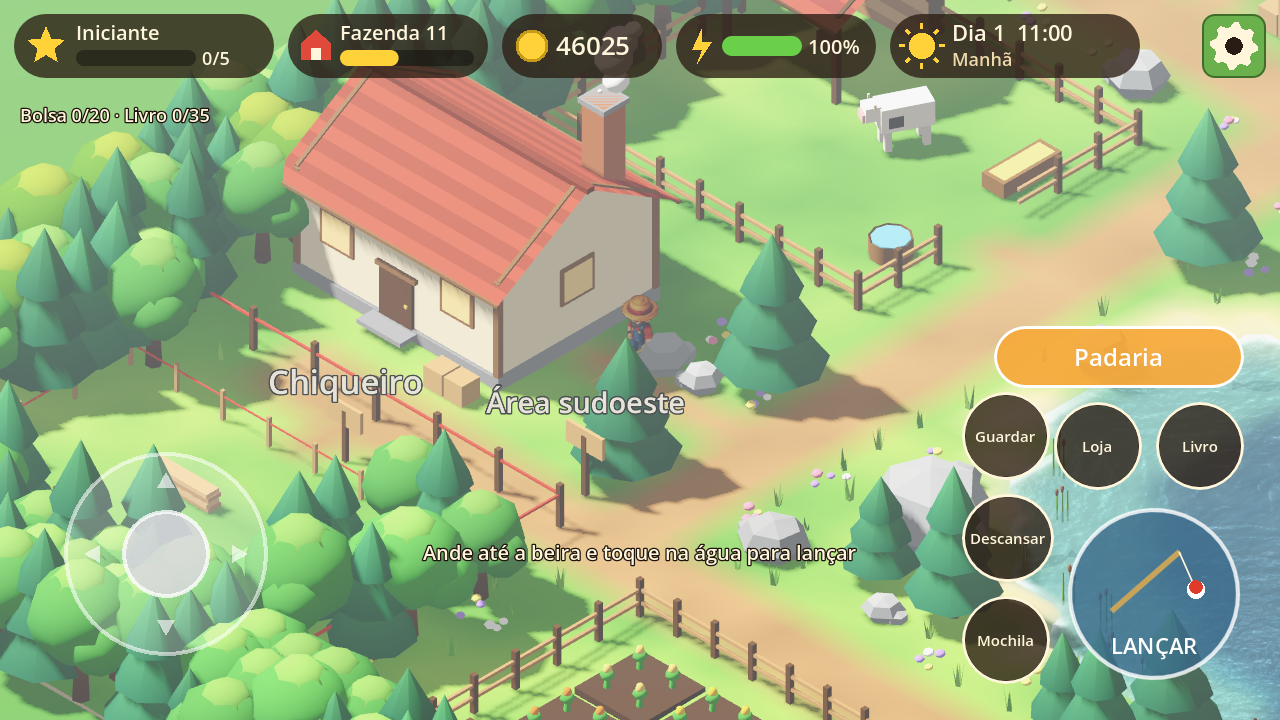 Iniciante
0/5
Fazenda 11
46025
100%
Dia 1 11:00
Manhã
Bolsa 0/20 · Livro 0/35
Padaria
Chiqueiro
Área sudoeste
Guardar
Loja
Livro
Descansar
Ande até a beira e toque na água para lançar
Mochila
LANÇAR